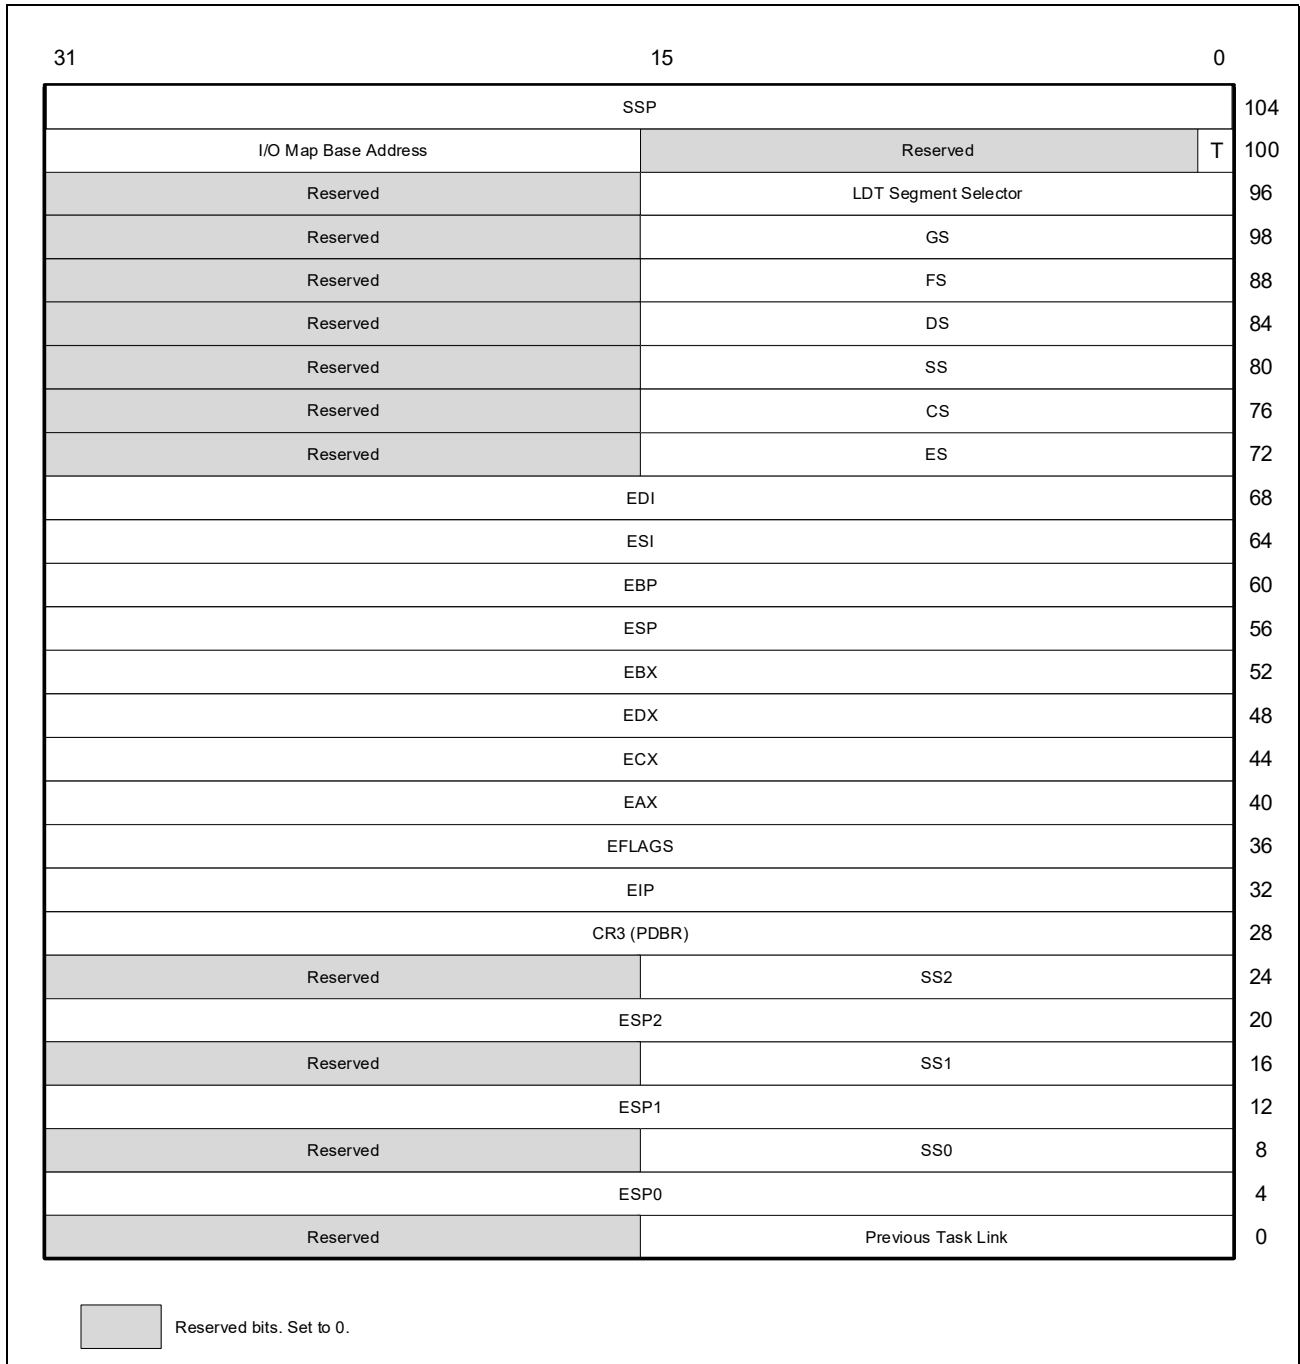 31 15 0
SSP 104
I/O Map Base Address Reserved T 100
Reserved LDT Segment Selector 96
Reserved GS 98
Reserved FS 88
Reserved DS 84
Reserved SS 80
Reserved CS 76
Reserved ES 72
EDI 68
ESI 64
EBP 60
ESP 56
EBX 52
EDX 48
ECX 44
EAX 40
EFLAGS 36
EIP 32
CR3 (PDBR) 28
Reserved SS2 24
ESP2 20
Reserved SS1 16
ESP1 12
Reserved SS0 8
ESP0 4
Reserved Previous Task Link 0
Reserved bits. Set to 0.